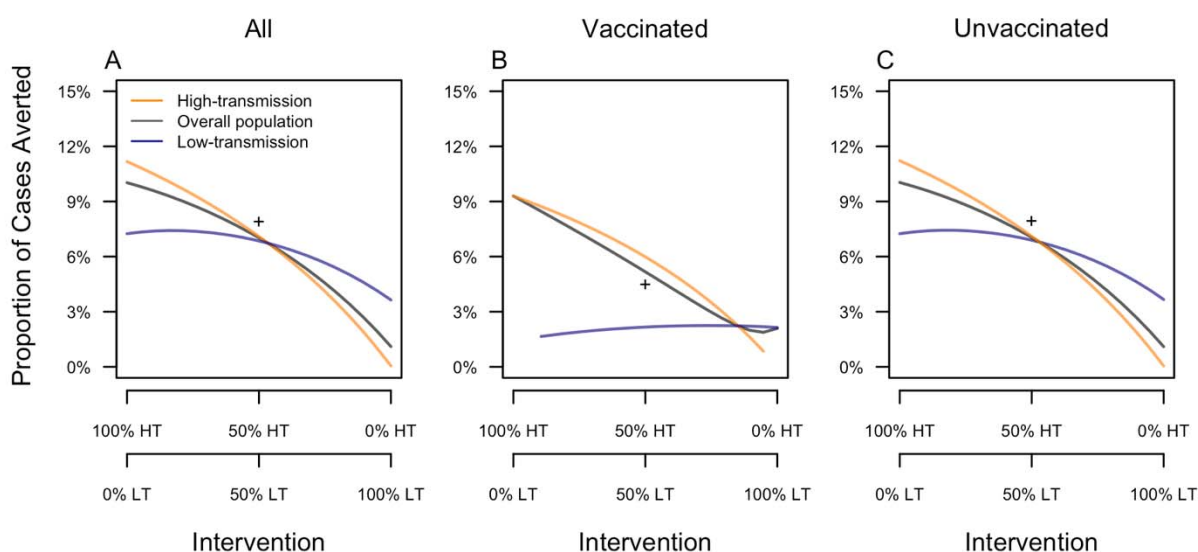 All
Vaccinated
Unvaccinated
A
B
C
Proportion of Cases Averted
15%
12%
9%
6%
3%
0%
High-transmission
Overall population
Low-transmission
+
100% HT
50% HT
0% HT
0% LT
50% LT
100% LT
Intervention
15%
12%
9%
6%
3%
0%
+
100% HT
50% HT
0% HT
0% LT
50% LT
100% LT
Intervention
15%
12%
9%
6%
3%
0%
+
100% HT
50% HT
0% HT
0% LT
50% LT
100% LT
Intervention